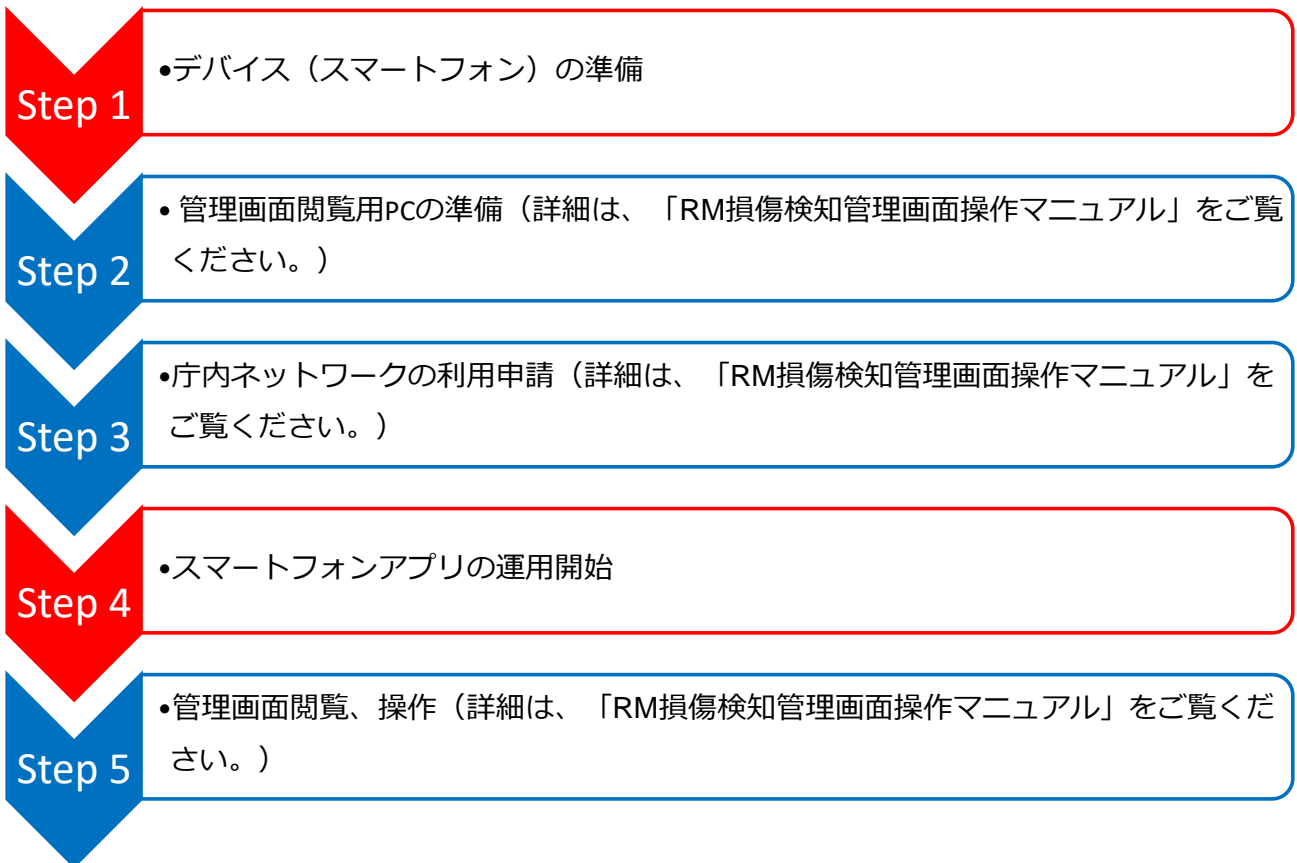 Step 1
•デバイス（スマートフォン）の準備
Step 2
• 管理画面閲覧用PCの準備（詳細は、「RM損傷検知管理画面操作マニュアル」をご覧
ください。）
Step 3
•庁内ネットワークの利用申請（詳細は、「RM損傷検知管理画面操作マニュアル」を
ご覧ください。）
Step 4
•スマートフォンアプリの運用開始
Step 5
•管理画面閲覧、操作（詳細は、「RM損傷検知管理画面操作マニュアル」をご覧くだ
さい。）